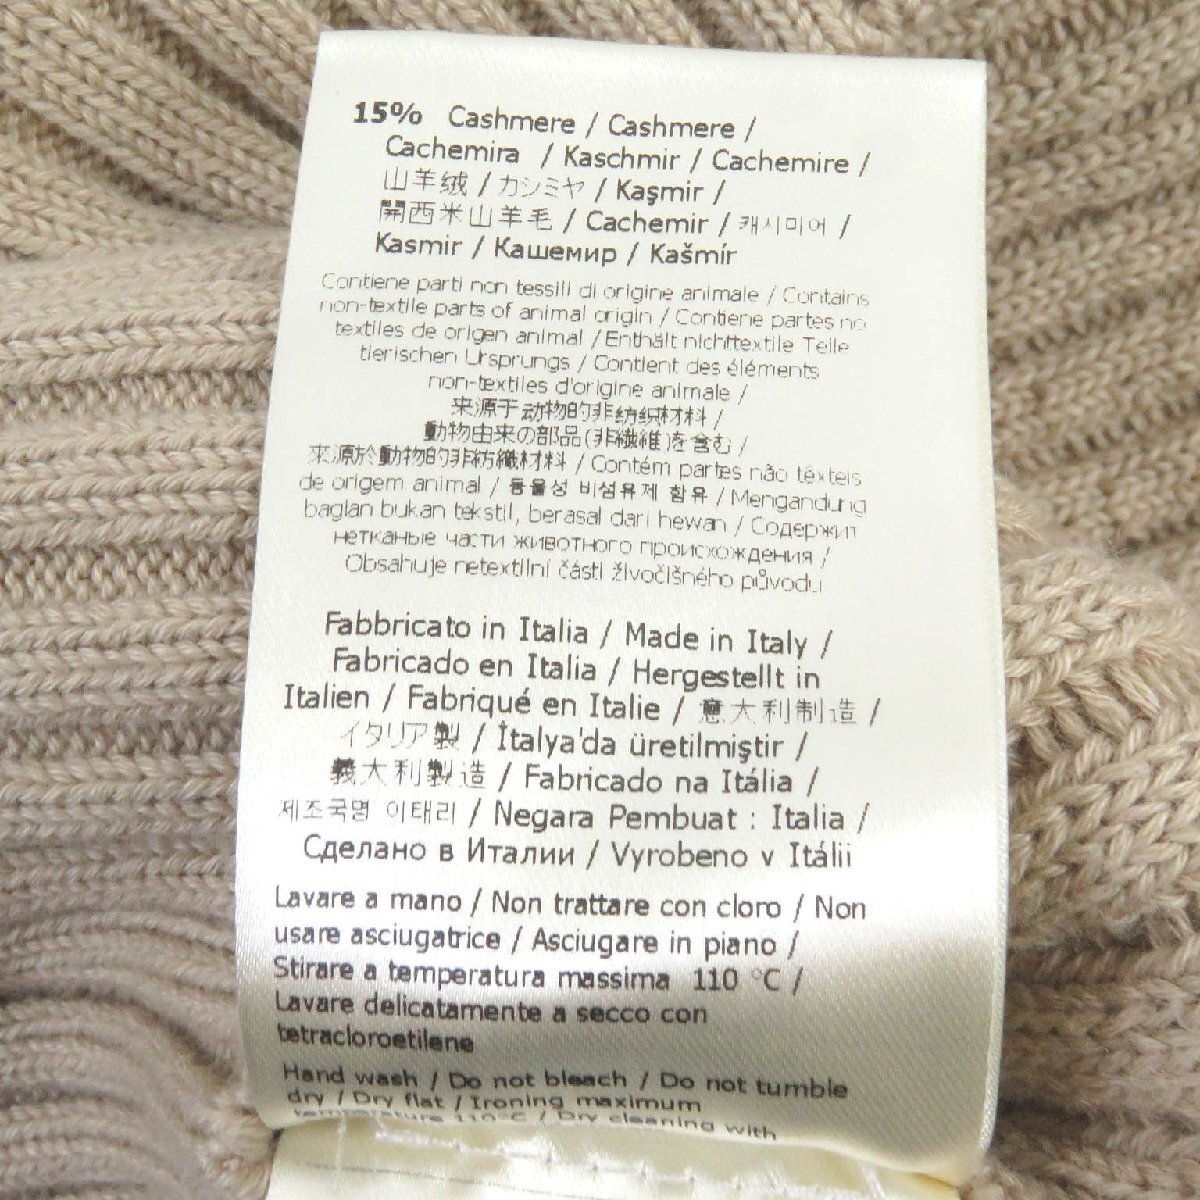 15% Cashmere / Cashmere /
Cachemira / Kaschmir / Cachemire /
山羊绒 / カシミヤ / Kaşmir /
開西米山羊毛 / Cachemir / 캐시미어 /
Kasmir / Кашемир / Kašmír
Contiene parti non tessili di origine animale / Contains
non-textile parts of animal origin / Contiene partes no
textiles de origen animal / Enthält nichttextile Teile
tierischen Ursprungs / Contient des éléments
non-textiles d'origine animale /
来源于动物的非纺织材料 /
動物由来の部品(非繊維)を含む /
來源於動物的非紡織材料 / Contém partes não têxteis
de origem animal / 동물성 비섬유제 함유 / Mengandung
bagian bukan tekstil, berasal dari hewan / Содержит
нетканые части животного происхождения /
Obsahuje netextilní části živočišného původu
Fabbricato in Italia / Made in Italy /
Fabricado en Italia / Hergestellt in
Italien / Fabriqué en Italie / 意大利制造 /
イタリア製 / İtalya'da üretilmiştir /
義大利製造 / Fabricado na Itália /
제조국명 이태리 / Negara Pembuat : Italia /
Сделано в Италии / Vyrobeno v Itálii
Lavare a mano / Non trattare con cloro / Non
usare asciugatrice / Asciugare in piano /
Stirare a temperatura massima 110 °C /
Lavare delicatamente a secco con
tetracloroetilene
Hand wash / Do not bleach / Do not tumble
dry / Dry flat / Ironing maximum
temperature 110°C / Dry cleaning with